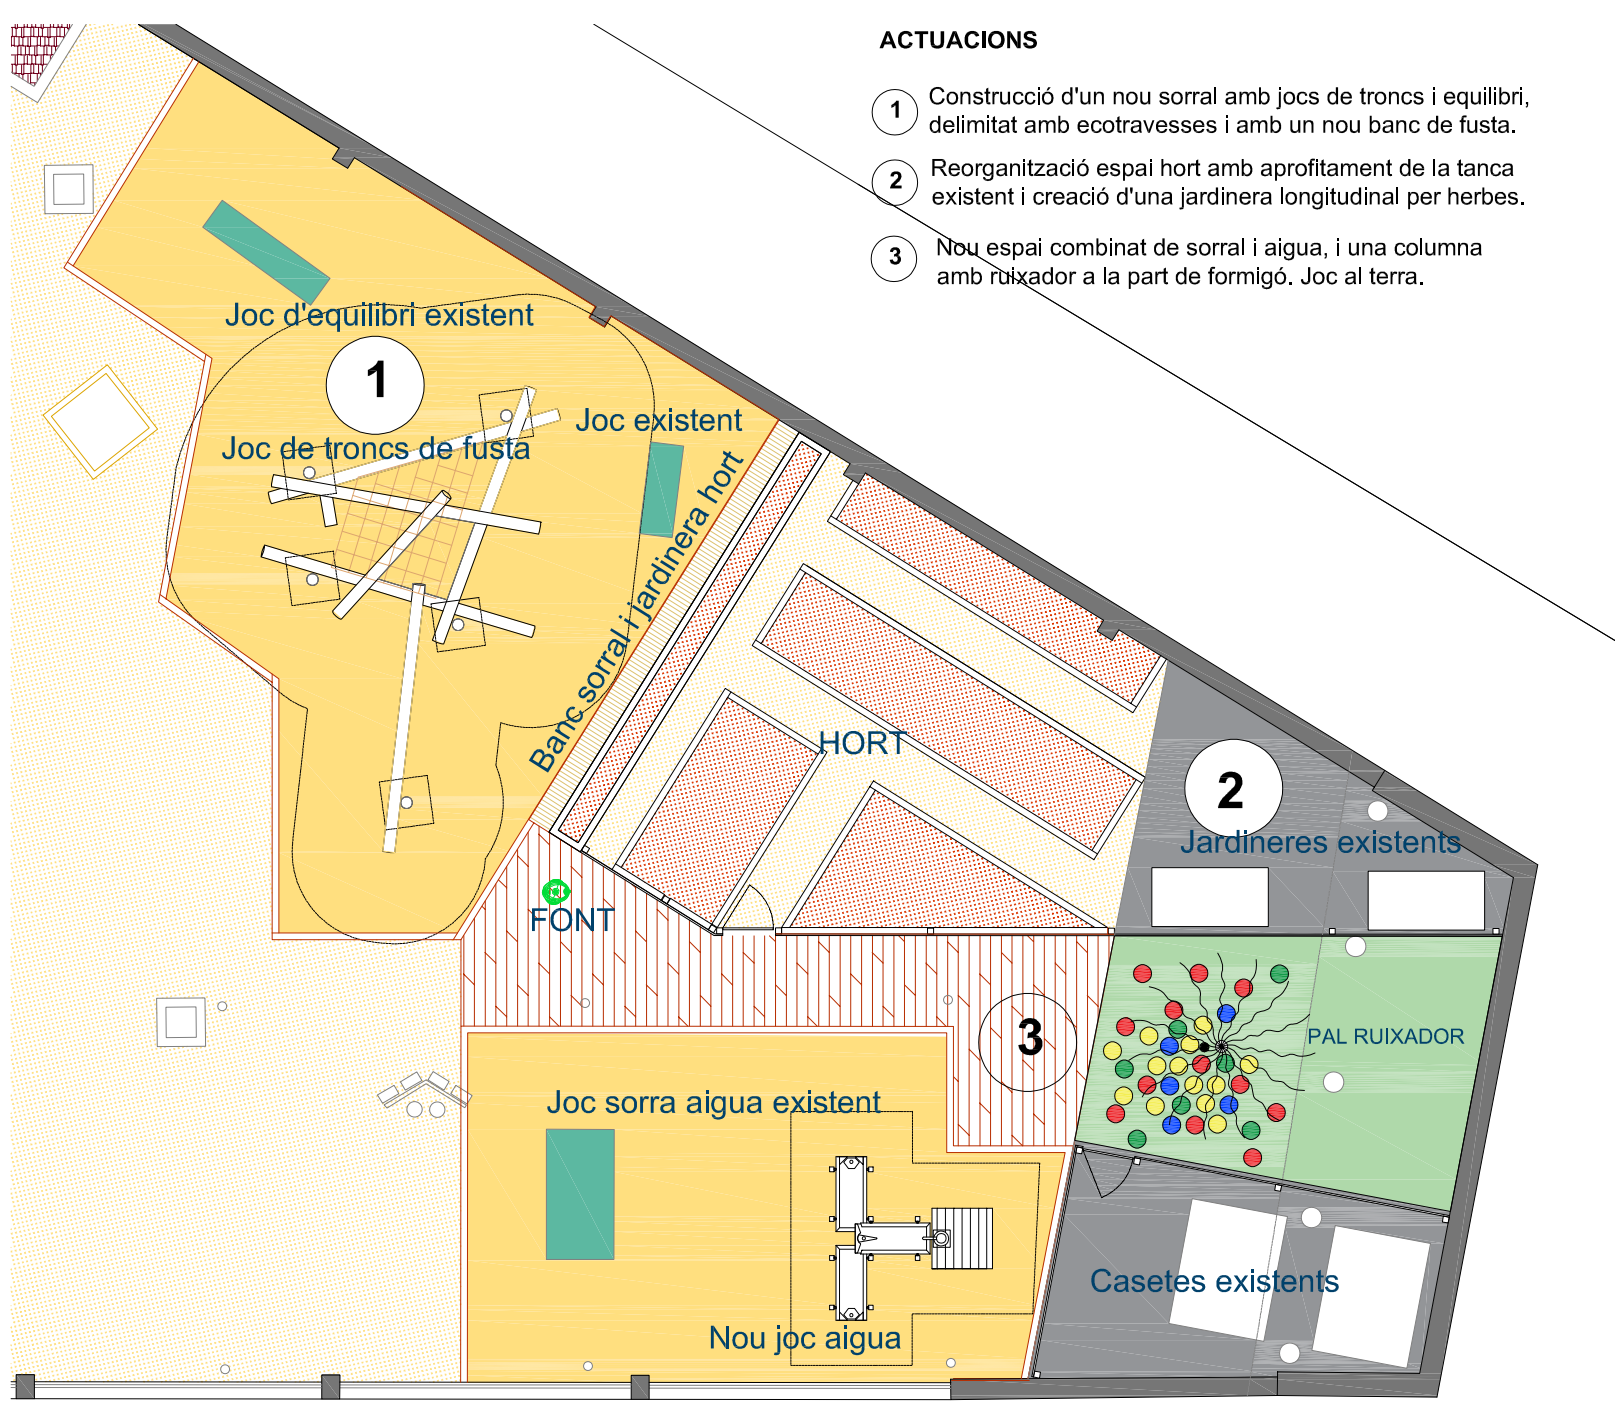 ACTUACIONS
1 Construcció d'un nou sorral amb jocs de troncs i equilibri,
delimitat amb ecotravesses i amb un nou banc de fusta.
2 Reorganització espai hort amb aprofitament de la tanca
existent i creació d'una jardinera longitudinal per herbes.
3 Nou espai combinat de sorral i aigua, i una columna
amb ruixador a la part de formigó. Joc al terra.
Joc d'equilibri existent
1
Joc existent
Joc de troncs de fusta
Banc sorral i jardinera hort
HORT
2
Jardineres existents
FONT
3
PAL RUIXADOR
Joc sorra aigua existent
Casetes existents
Nou joc aigua